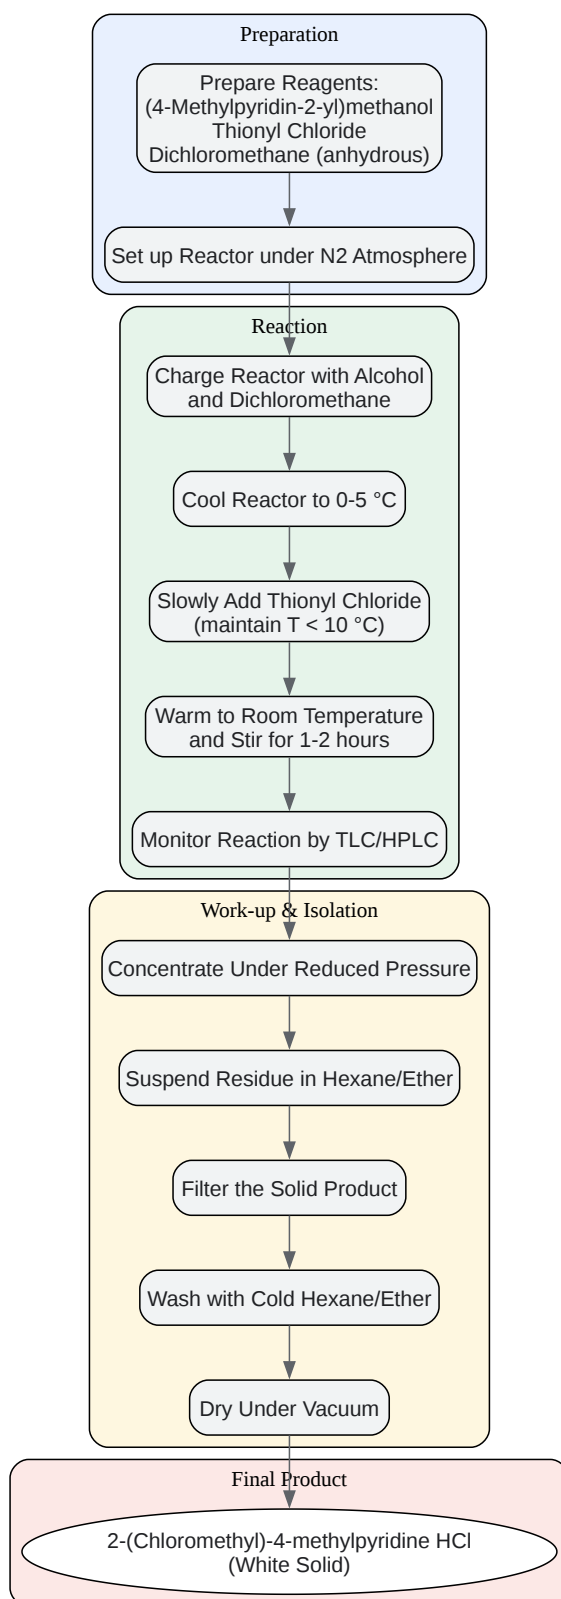 Preparation
Prepare Reagents:
(4-Methylpyridin-2-yl)methanol
Thionyl Chloride
Dichloromethane (anhydrous)
Set up Reactor under N2 Atmosphere
Reaction
Charge Reactor with Alcohol
and Dichloromethane
Cool Reactor to 0-5 °C
Slowly Add Thionyl Chloride
(maintain T < 10 °C)
Warm to Room Temperature
and Stir for 1-2 hours
Monitor Reaction by TLC/HPLC
Work-up & Isolation
Concentrate Under Reduced Pressure
Suspend Residue in Hexane/Ether
Filter the Solid Product
Wash with Cold Hexane/Ether
Dry Under Vacuum
Final Product
2-(Chloromethyl)-4-methylpyridine HCl
(White Solid)